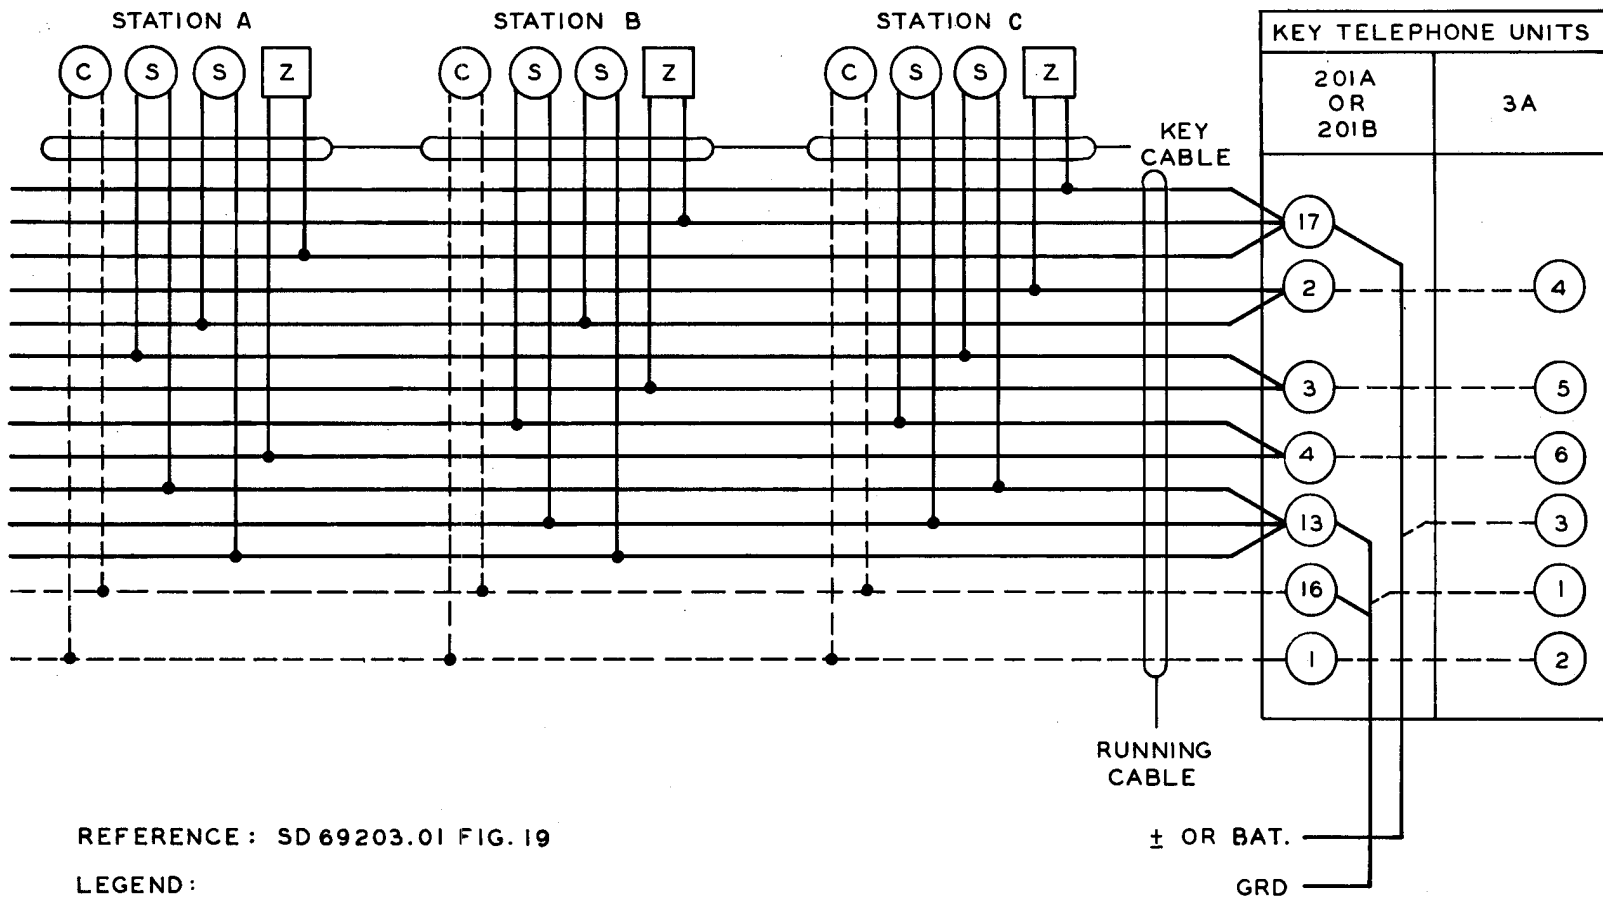 STATION A
STATION B
STATION C
KEY TELEPHONE UNITS
C S S Z
C S S Z
C S S Z
201A
OR
201B
3A
KEY
CABLE
17
2 4
3 5
4 6
13 3
16 1
1 2
RUNNING
CABLE
REFERENCE: SD 69203.01 FIG. 19
± OR BAT.
LEGEND:
GRD